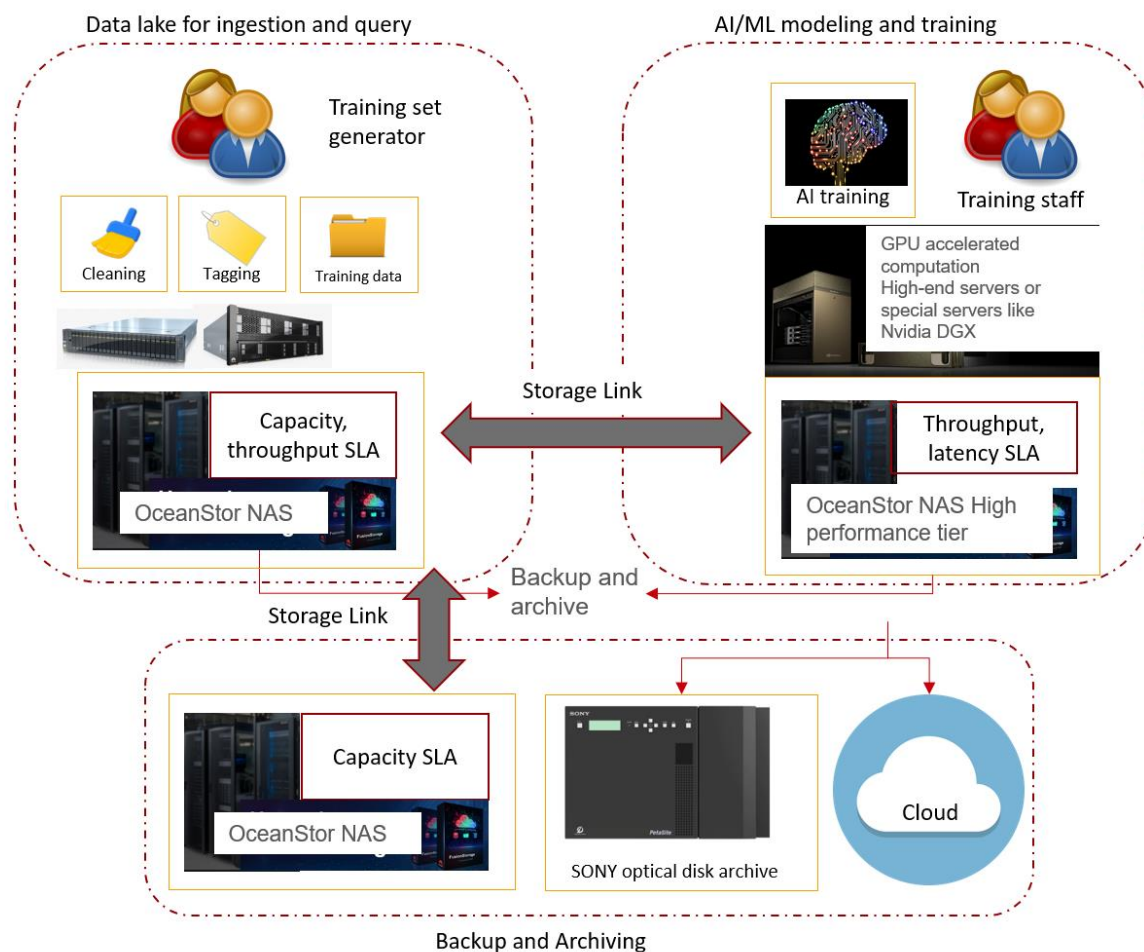 Data lake for ingestion and query
AI/ML modeling and training
Training set
generator
AI training
Training staff
Cleaning
Tagging
Training data
GPU accelerated
computation
High-end servers or
special servers like
Nvidia DGX
Storage Link
Capacity,
throughput SLA
OceanStor NAS
Throughput,
latency SLA
OceanStor NAS High
performance tier
Backup and
archive
Storage Link
Capacity SLA
OceanStor NAS
SONY
PetaSite
SONY optical disk archive
Cloud
Backup and Archiving